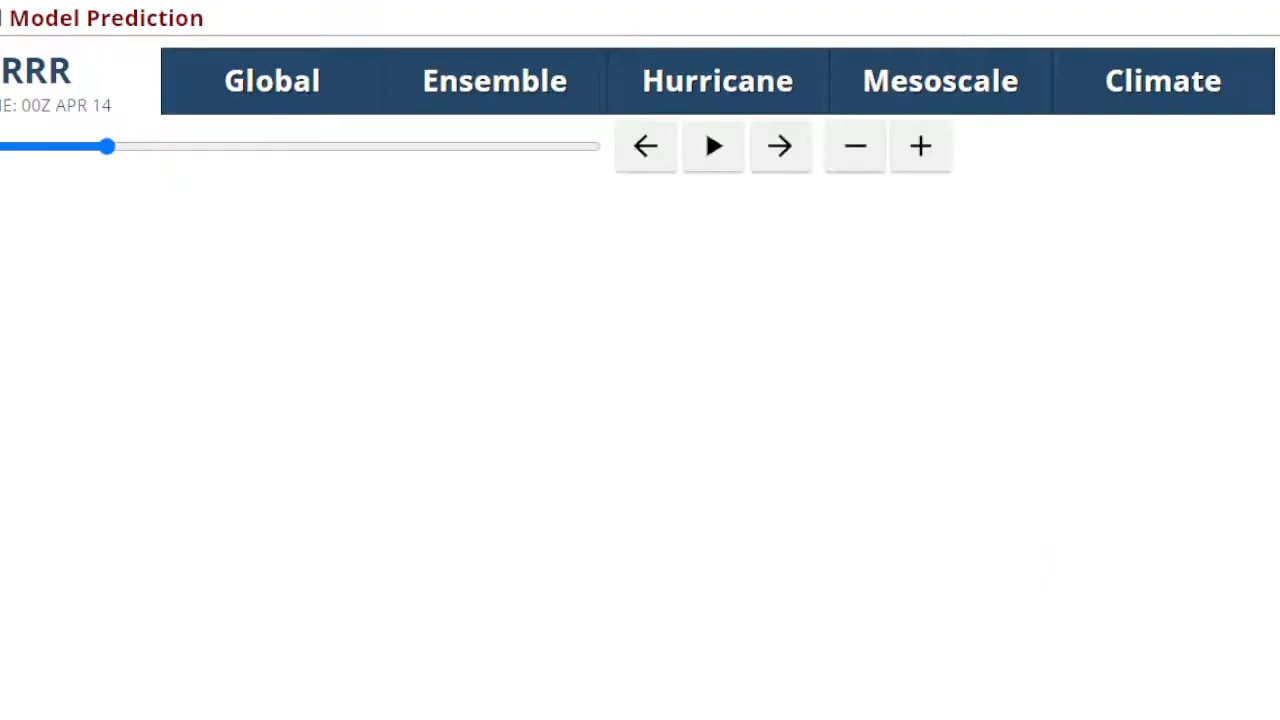 Model Prediction
RRR
E: 00Z APR 14
Global Ensemble Hurricane Mesoscale Climate